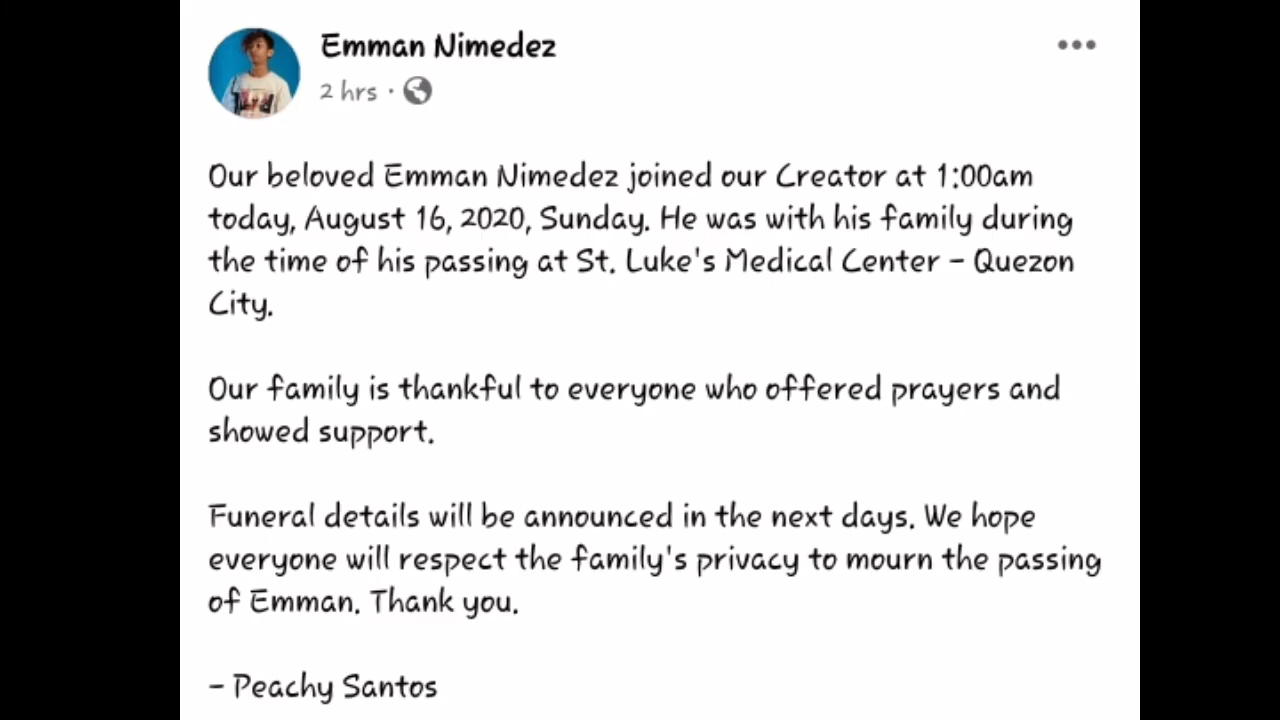 Emman Nimedez
2 hrs ·
Our beloved Emman Nimedez joined our Creator at 1:00am
today, August 16, 2020, Sunday. He was with his family during
the time of his passing at St. Luke's Medical Center - Quezon
City.
Our family is thankful to everyone who offered prayers and
showed support.
Funeral details will be announced in the next days. We hope
everyone will respect the family's privacy to mourn the passing
of Emman. Thank you.
- Peachy Santos